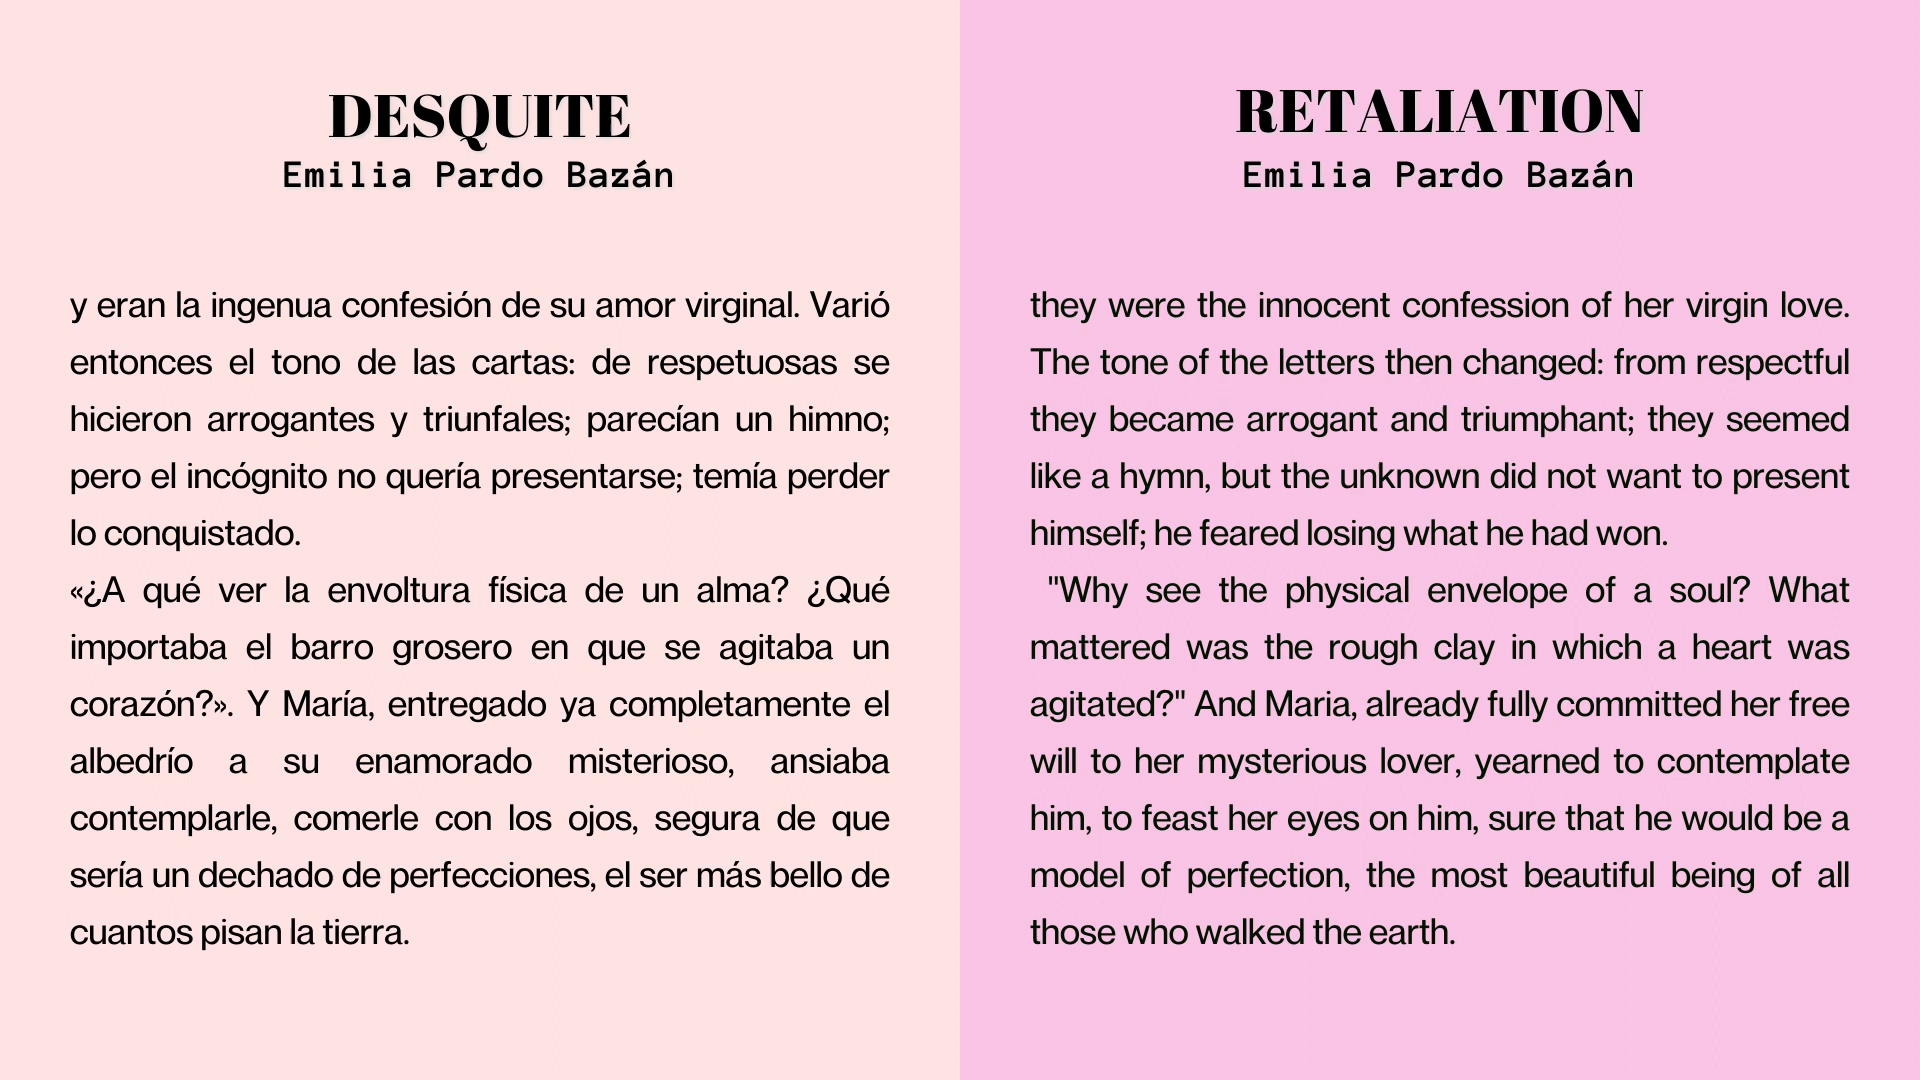 DESQUITE
Emilia Pardo Bazán
y eran la ingenua confesión de su amor virginal. Varió
entonces el tono de las cartas: de respetuosas se
hicieron arrogantes y triunfales; parecían un himno;
pero el incógnito no quería presentarse; temía perder
lo conquistado.
«¿A qué ver la envoltura física de un alma? ¿Qué
importaba el barro grosero en que se agitaba un
corazón?». Y María, entregado ya completamente el
albedrío a su enamorado misterioso, ansiaba
contemplarle, comerle con los ojos, segura de que
sería un dechado de perfecciones, el ser más bello de
cuantos pisan la tierra.
RETALIATION
Emilia Pardo Bazán
they were the innocent confession of her virgin love.
The tone of the letters then changed: from respectful
they became arrogant and triumphant; they seemed
like a hymn, but the unknown did not want to present
himself; he feared losing what he had won.
"Why see the physical envelope of a soul? What
mattered was the rough clay in which a heart was
agitated?" And Maria, already fully committed her free
will to her mysterious lover, yearned to contemplate
him, to feast her eyes on him, sure that he would be a
model of perfection, the most beautiful being of all
those who walked the earth.